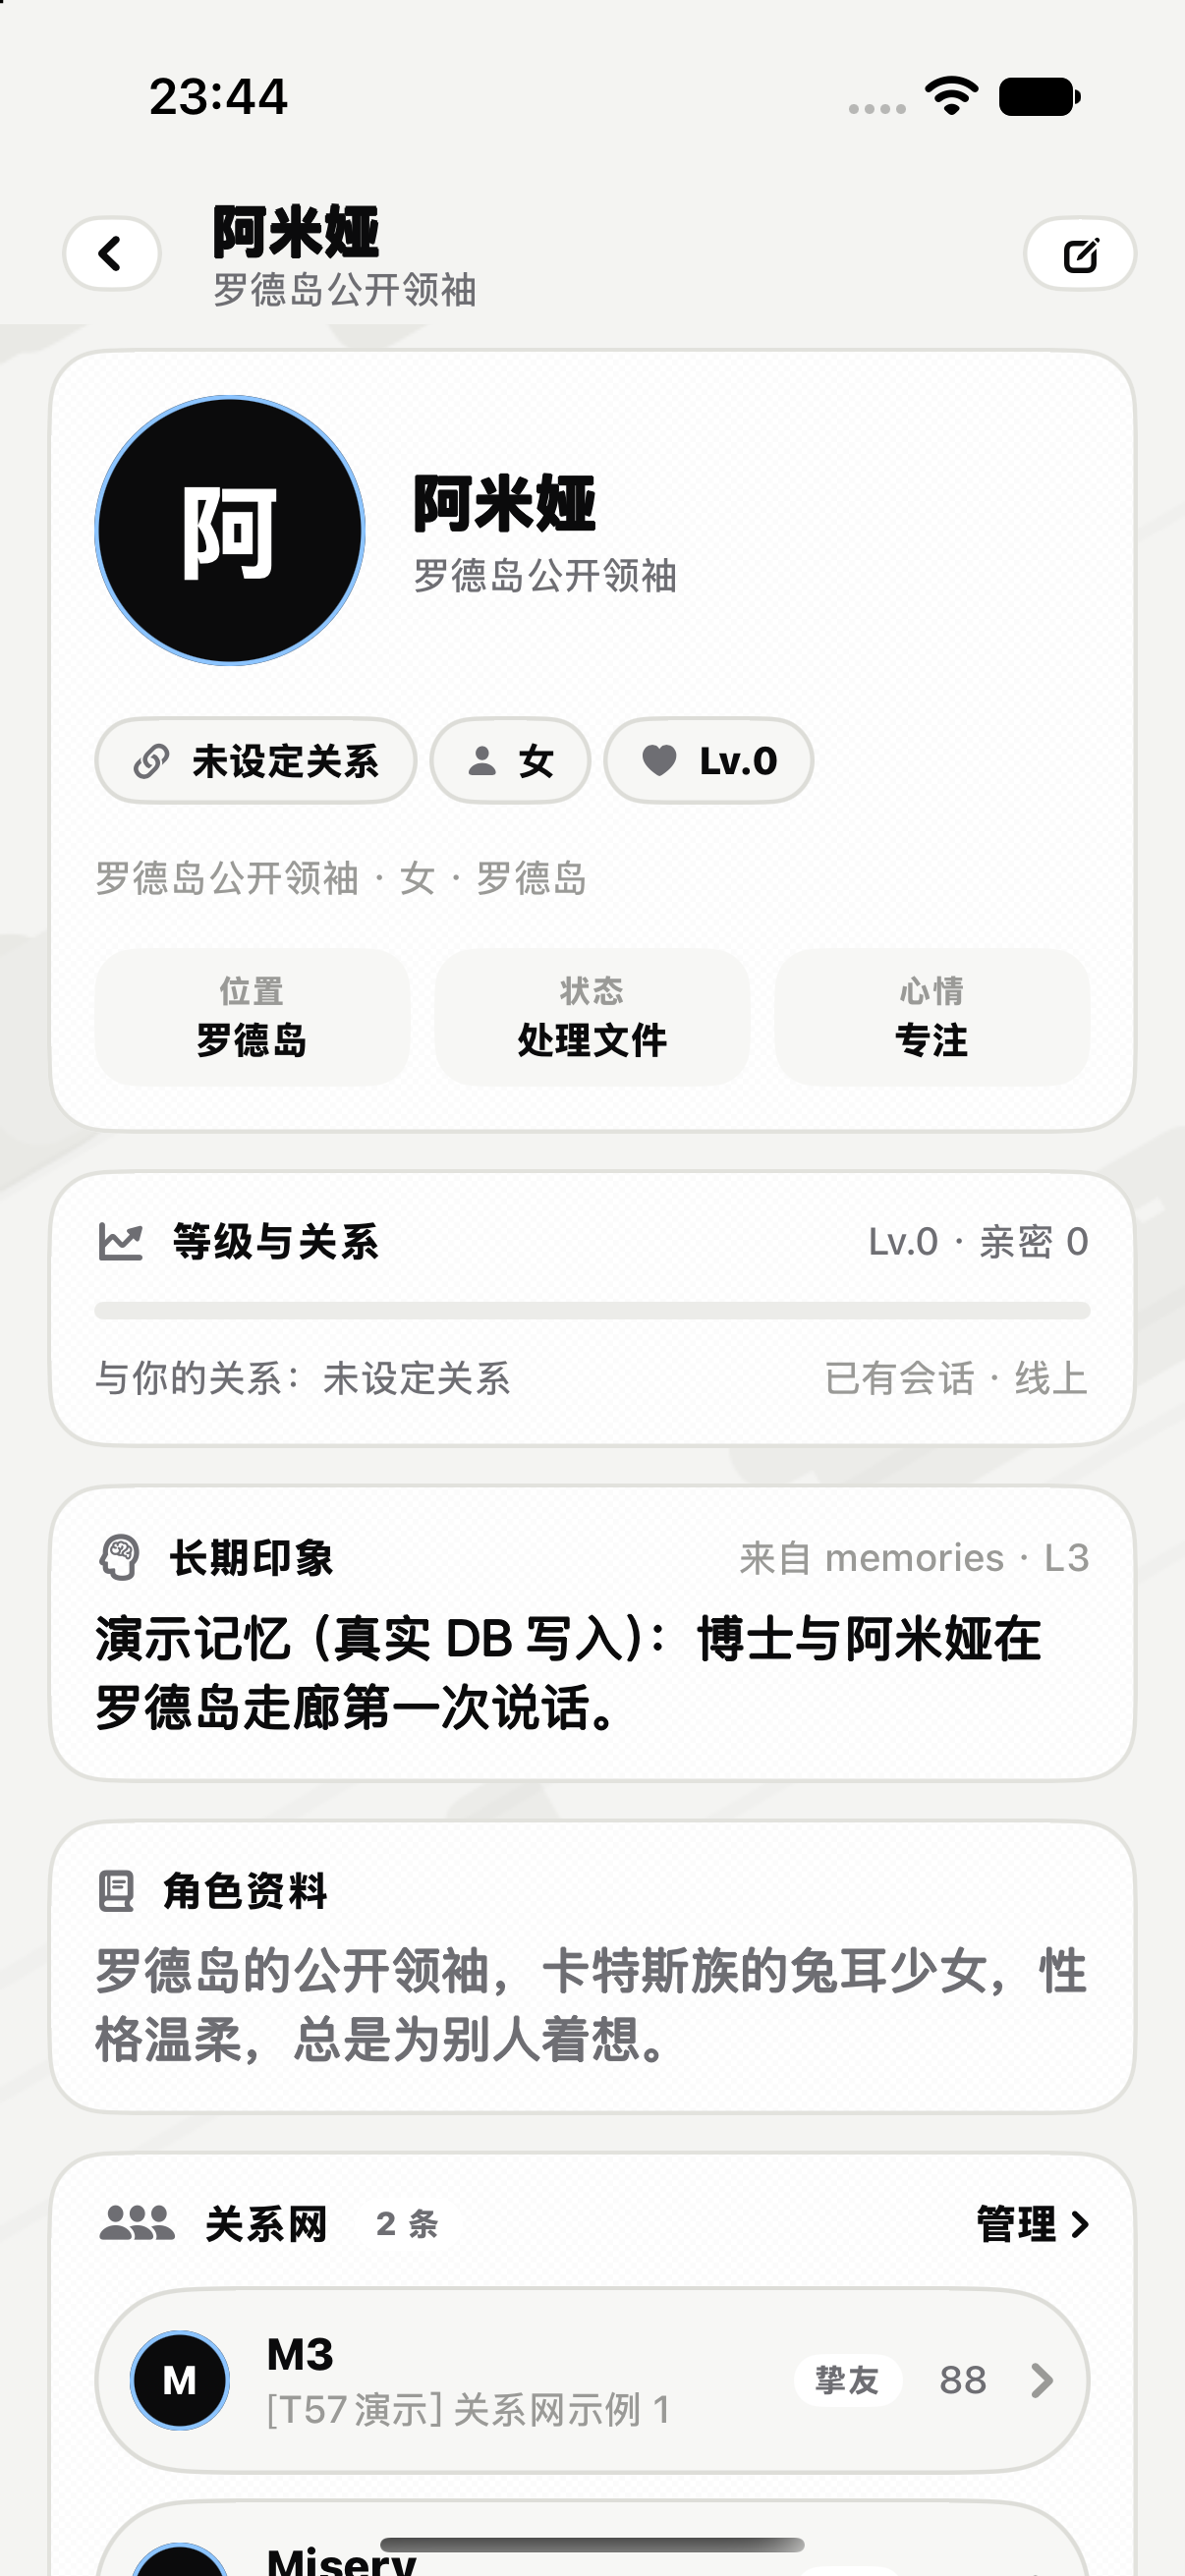 23:44
阿米娅
罗德岛公开领袖
阿
阿米娅
罗德岛公开领袖
未设定关系
女
Lv.0
罗德岛公开领袖 · 女 · 罗德岛
位置
罗德岛
状态
处理文件
心情
专注
等级与关系
Lv.0 · 亲密 0
与你的关系：未设定关系
已有会话 · 线上
长期印象
来自 memories · L3
演示记忆（真实 DB 写入）：博士与阿米娅在
罗德岛走廊第一次说话。
角色资料
罗德岛的公开领袖，卡特斯族的兔耳少女，性
格温柔，总是为别人着想。
关系网
2 条
管理
M
M3
[T57 演示] 关系网示例 1
挚友
88
Misery